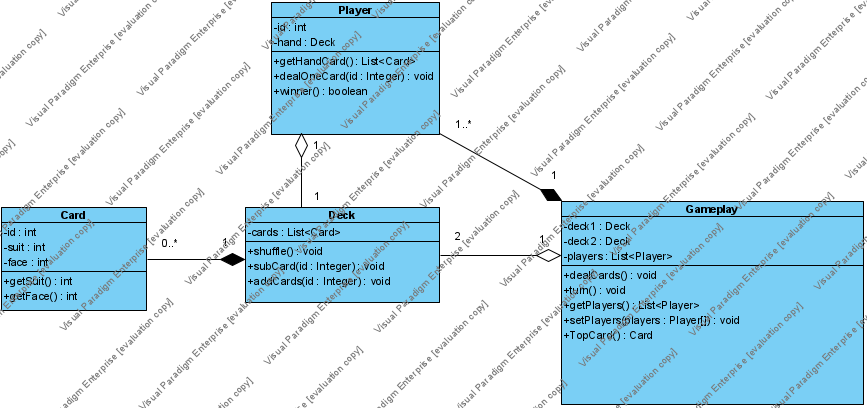 Player
-id : int
-hand : Deck
+getHandCard() : List<Card>
+dealOneCard(id : Integer) : void
+winner() : boolean
1
1..*
1
1
Card
-id : int
-suit : int
-face : int
+getSuit() : int
+getFace() : int
0..*
1
Deck
-cards : List<Card>
+shuffle() : void
+subCard(id : Integer) : void
+addCards(id : Integer) : void
2
1
Gameplay
-deck1 : Deck
-deck2 : Deck
-players : List<Player>
+dealCards() : void
+turn() : void
+getPlayers() : List<Player>
+setPlayers(players : Player[]) : void
+TopCard() : Card
Visual Paradigm Enterprise [evaluation copy]